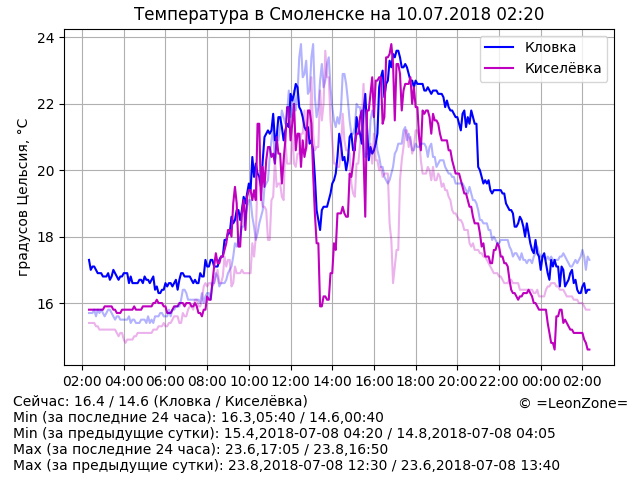 Температура в Смоленске на 10.07.2018 02:20
градусов Цельсия, °C
24
22
20
18
16
Кловка
Киселёвка
02:00 04:00 06:00 08:00 10:00 12:00 14:00 16:00 18:00 20:00 22:00 00:00 02:00
Сейчас: 16.4 / 14.6 (Кловка / Киселёвка)
© =LeonZone=
Min (за последние 24 часа): 16.3,05:40 / 14.6,00:40
Min (за предыдущие сутки): 15.4,2018-07-08 04:20 / 14.8,2018-07-08 04:05
Max (за последние 24 часа): 23.6,17:05 / 23.8,16:50
Max (за предыдущие сутки): 23.8,2018-07-08 12:30 / 23.6,2018-07-08 13:40